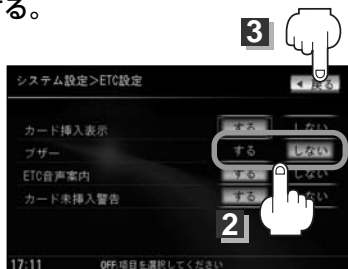 する。
3
システム設定>ETC設定
◀ 戻る
カード挿入表示 する しない
ブザー する しない
ETC音声案内 する しない
カード未挿入警告 する しない
2
17:11 OFF:項目を選択してください